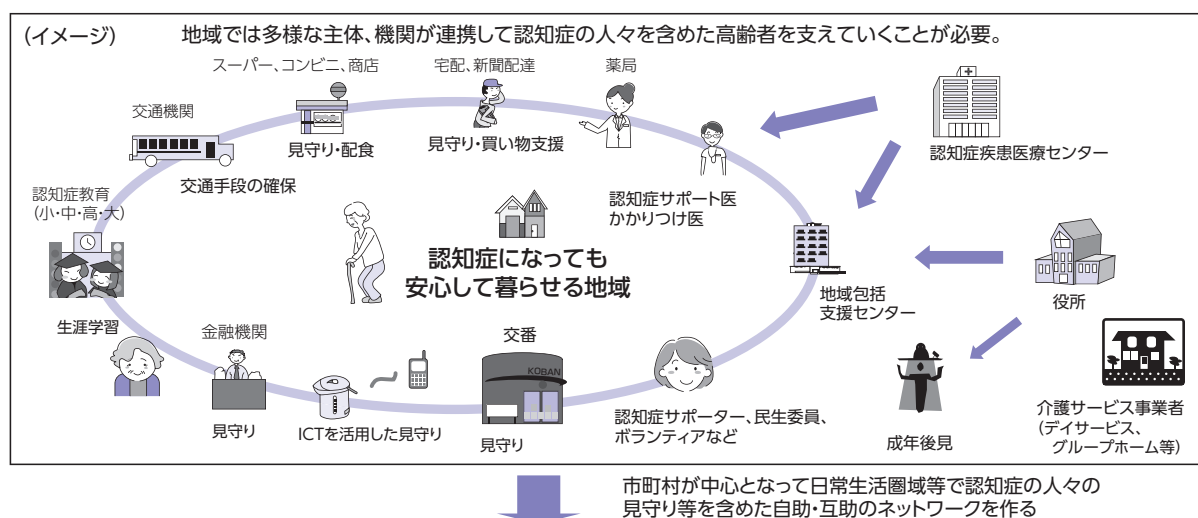 (イメージ) 地域では多様な主体、機関が連携して認知症の人々を含めた高齢者を支えていくことが必要。
スーパー、コンビニ、商店
宅配、新聞配達
薬局
交通機関
見守り・配食
見守り・買い物支援
認知症疾患医療センター
交通手段の確保
認知症教育
(小・中・高・大)
認知症サポート医
かかりつけ医
認知症になっても
安心して暮らせる地域
地域包括
支援センター
役所
生涯学習
金融機関
交番
KOBAN
見守り
ICTを活用した見守り
見守り
認知症サポーター、民生委員、
ボランティアなど
成年後見
介護サービス事業者
(デイサービス、
グループホーム等)
市町村が中心となって日常生活圏域等で認知症の人々の
見守り等を含めた自助・互助のネットワークを作る